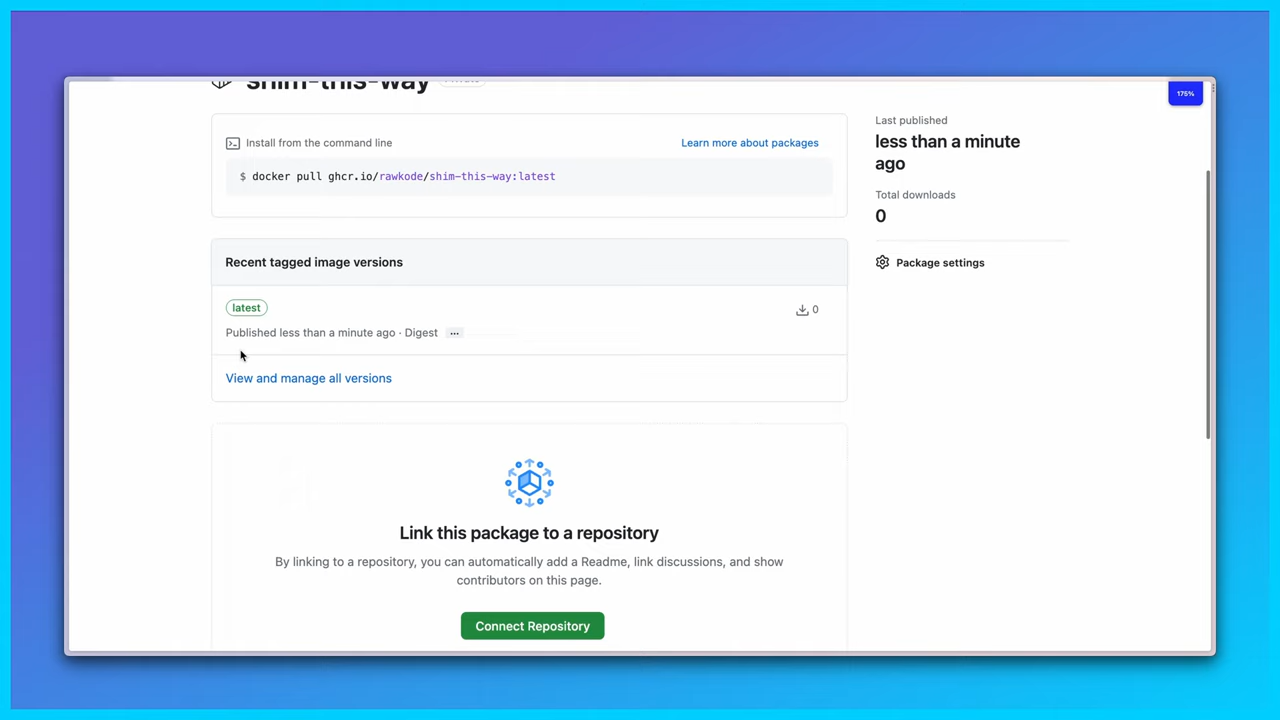 shim-this-way
175%
Install from the command line
Learn more about packages
$ docker pull ghcr.io/rawkode/shim-this-way:latest
Last published
less than a minute
ago
Total downloads
0
Package settings
Recent tagged image versions
latest
0
Published less than a minute ago · Digest ...
View and manage all versions
Link this package to a repository
By linking to a repository, you can automatically add a Readme, link discussions, and show
contributors on this page.
Connect Repository